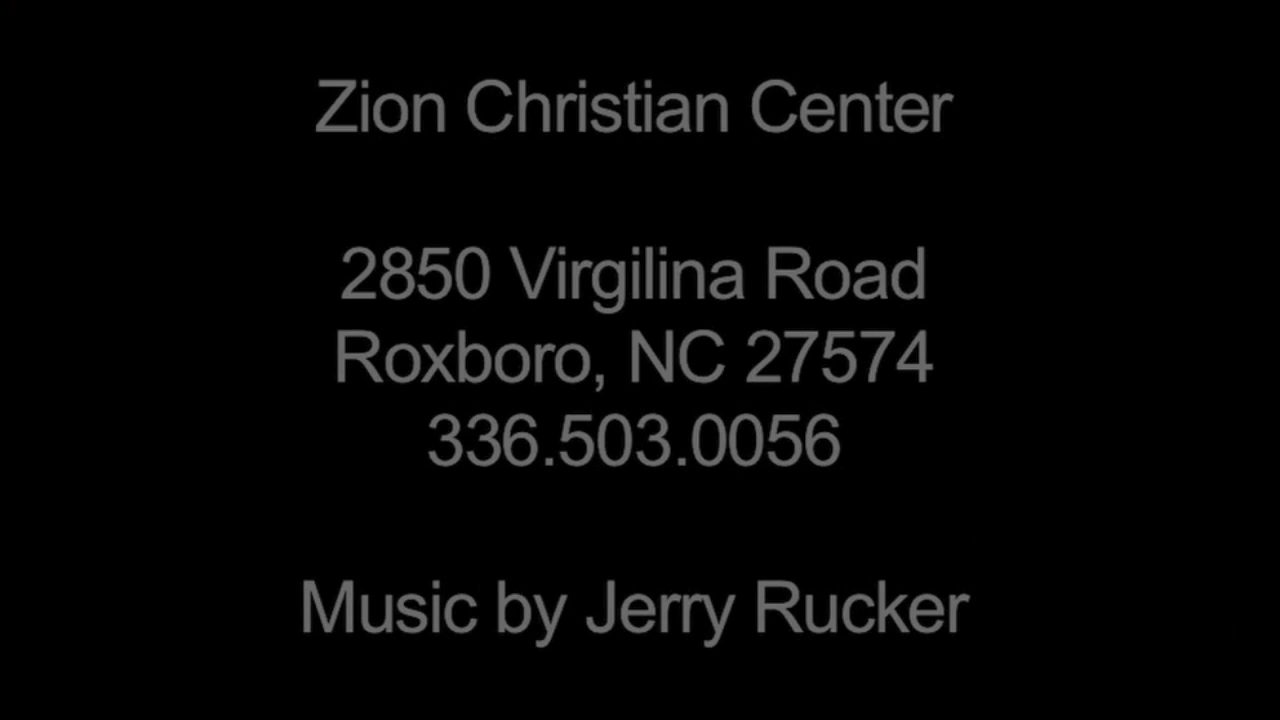 Zion Christian Center
2850 Virgilina Road
Roxboro, NC 27574
336.503.0056
Music by Jerry Rucker